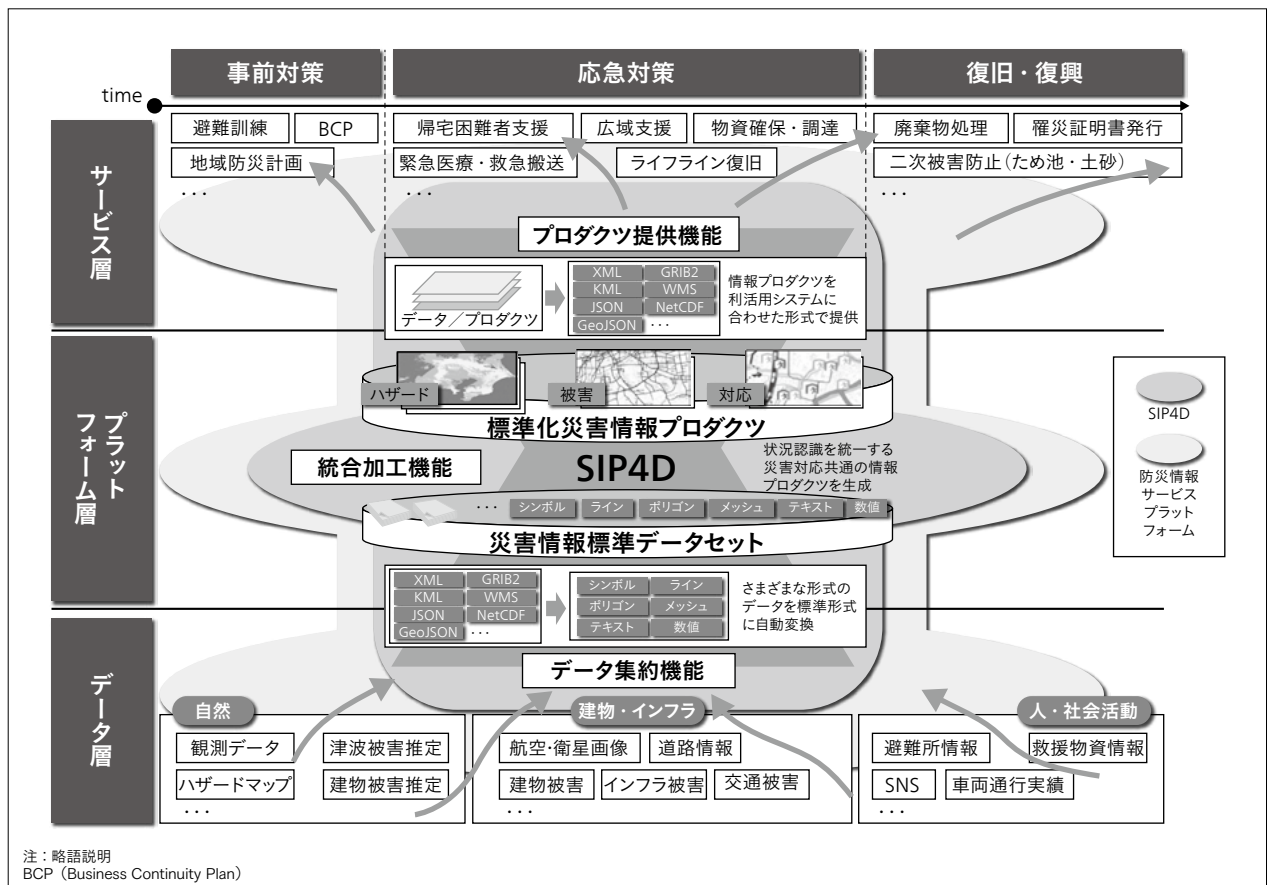 事前対策
応急対策
復旧・復興
time
避難訓練
BCP
帰宅困難者支援
広域支援
物資確保・調達
廃棄物処理
罹災証明書発行
地域防災計画
緊急医療・救急搬送
ライフライン復旧
二次被害防止(ため池・土砂)
・・・
・・・
・・・
サービス層
プロダクツ提供機能
データ／プロダクツ
XML
GRIB2
KML
WMS
JSON
NetCDF
GeoJSON
・・・
情報プロダクツを
利活用システムに
合わせた形式で提供
プラット
フォーム層
ハザード
被害
対応
標準化災害情報プロダクツ
統合加工機能
SIP4D
状況認識を統一する
災害対応共通の情報
プロダクツを生成
・・・
シンボル
ライン
ポリゴン
メッシュ
テキスト
数値
災害情報標準データセット
XML
GRIB2
KML
WMS
JSON
NetCDF
GeoJSON
・・・
シンボル
ライン
ポリゴン
メッシュ
テキスト
数値
さまざまな形式の
データを標準形式
に自動変換
SIP4D
防災情報
サービス
プラット
フォーム
データ層
データ集約機能
自然
建物・インフラ
人・社会活動
観測データ
津波被害推定
ハザードマップ
建物被害推定
・・・
航空・衛星画像
道路情報
建物被害
インフラ被害
交通被害
・・・
避難所情報
救援物資情報
SNS
車両通行実績
・・・
注：略語説明
BCP（Business Continuity Plan）